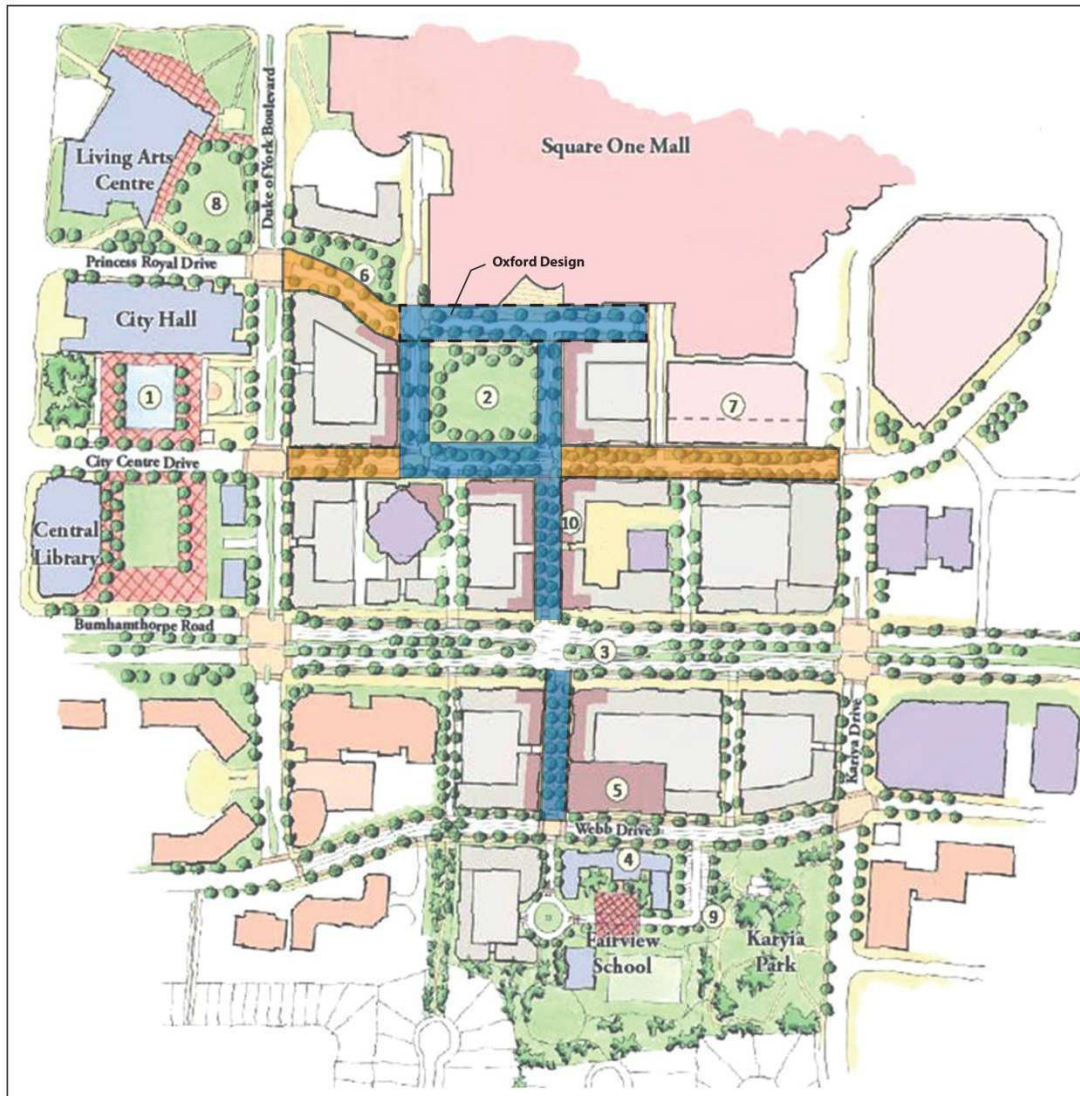 Living Arts
Centre
8
Duke of York Boulevard
Square One Mall
Princess Royal Drive
6
Oxford Design
City Hall
1
2
7
City Centre Drive
Central
Library
10
Burnhamthorpe Road
3
Kariya Drive
5
Webb Drive
4
9
Fairview
School
Karyia
Park